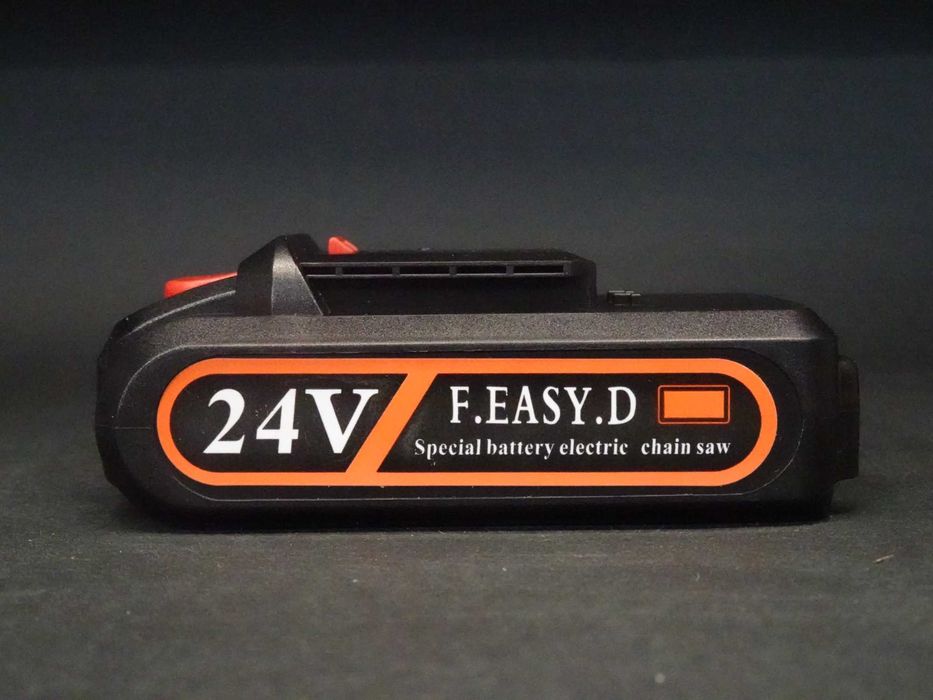 24V
F.EASY.D
Special battery electric chain saw